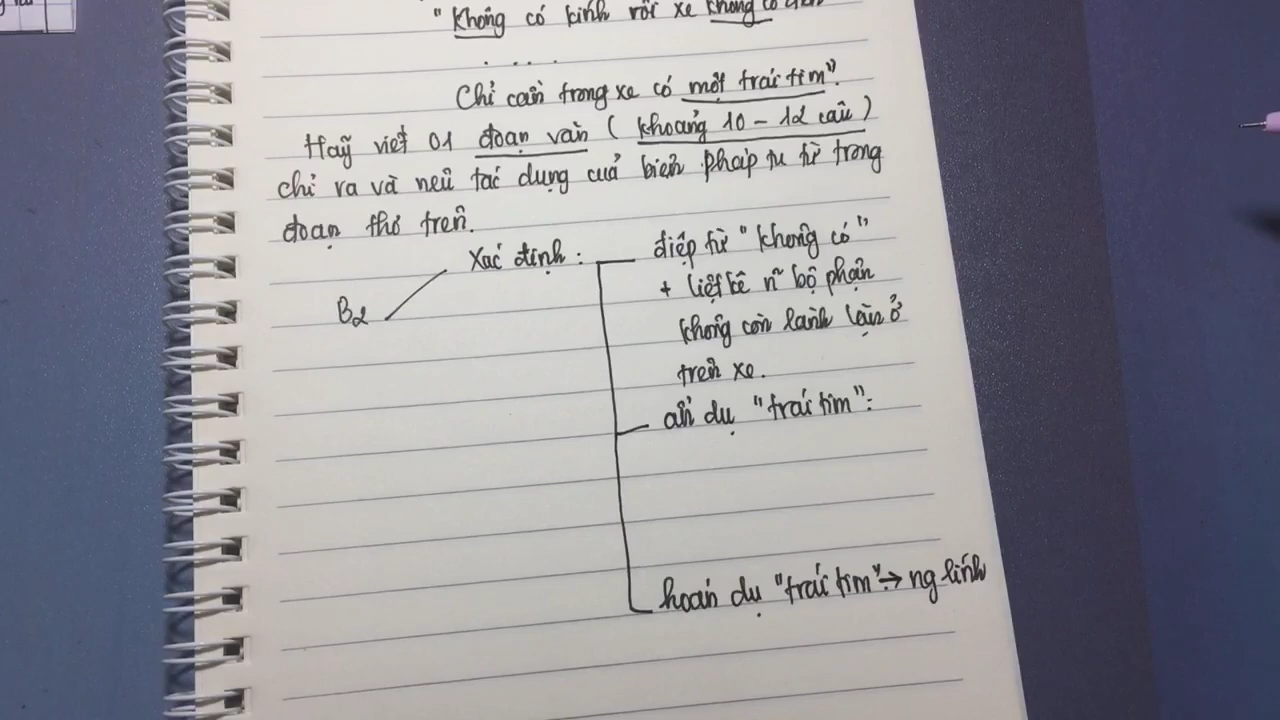 "Không có kính rồi xe không có
. . . .
Chỉ cần trong xe có một trái tim".
Hãy viết 01 đoạn văn ( khoảng 10 - 12 câu )
chỉ ra và nêu tác dụng của biện pháp tu từ trong
đoạn thơ trên.
Xác định :
B2
điệp từ "không có"
+ liệt kê n~ bộ phận
không còn lành lặn ở
trên xe.
ẩn dụ "trái tim":
hoán dụ "trái tim" → ng lính